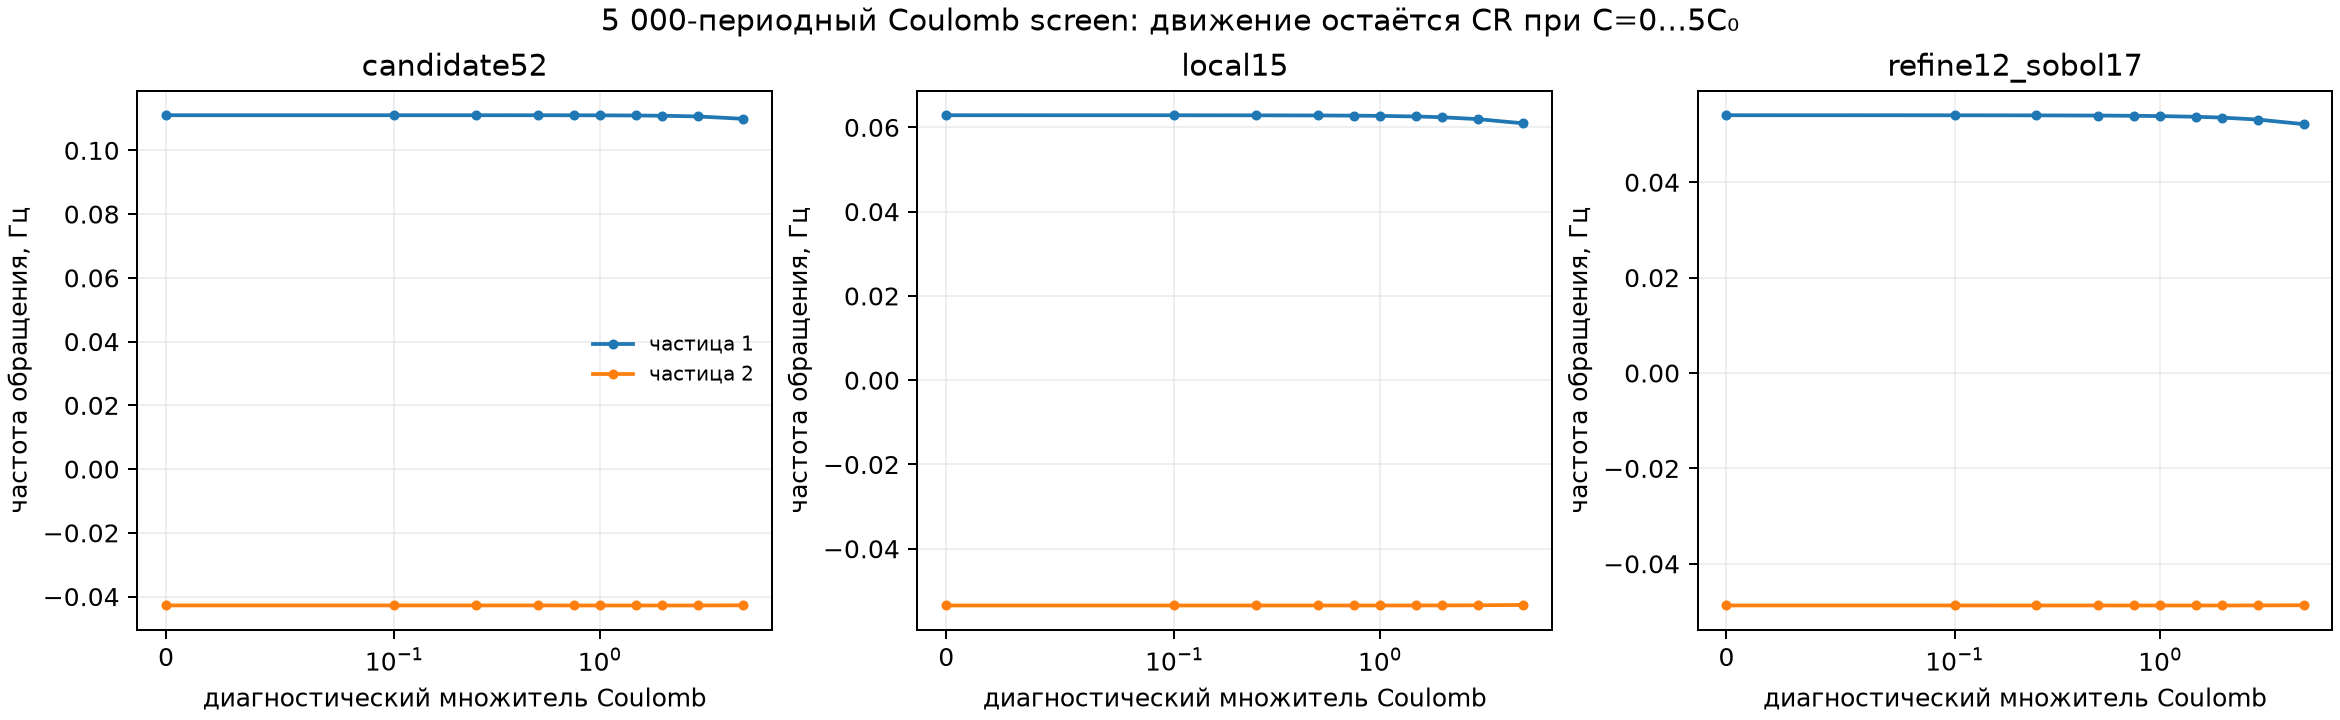 5 000-периодный Coulomb screen: движение остаётся CR при C=0...5C₀
candidate52
частота обращения, Гц
0.10
0.08
0.06
0.04
0.02
0.00
−0.02
−0.04
частица 1
частица 2
0
10⁻¹
10⁰
диагностический множитель Coulomb
local15
частота обращения, Гц
0.06
0.04
0.02
0.00
−0.02
−0.04
0
10⁻¹
10⁰
диагностический множитель Coulomb
refine12_sobol17
частота обращения, Гц
0.04
0.02
0.00
−0.02
−0.04
0
10⁻¹
10⁰
диагностический множитель Coulomb